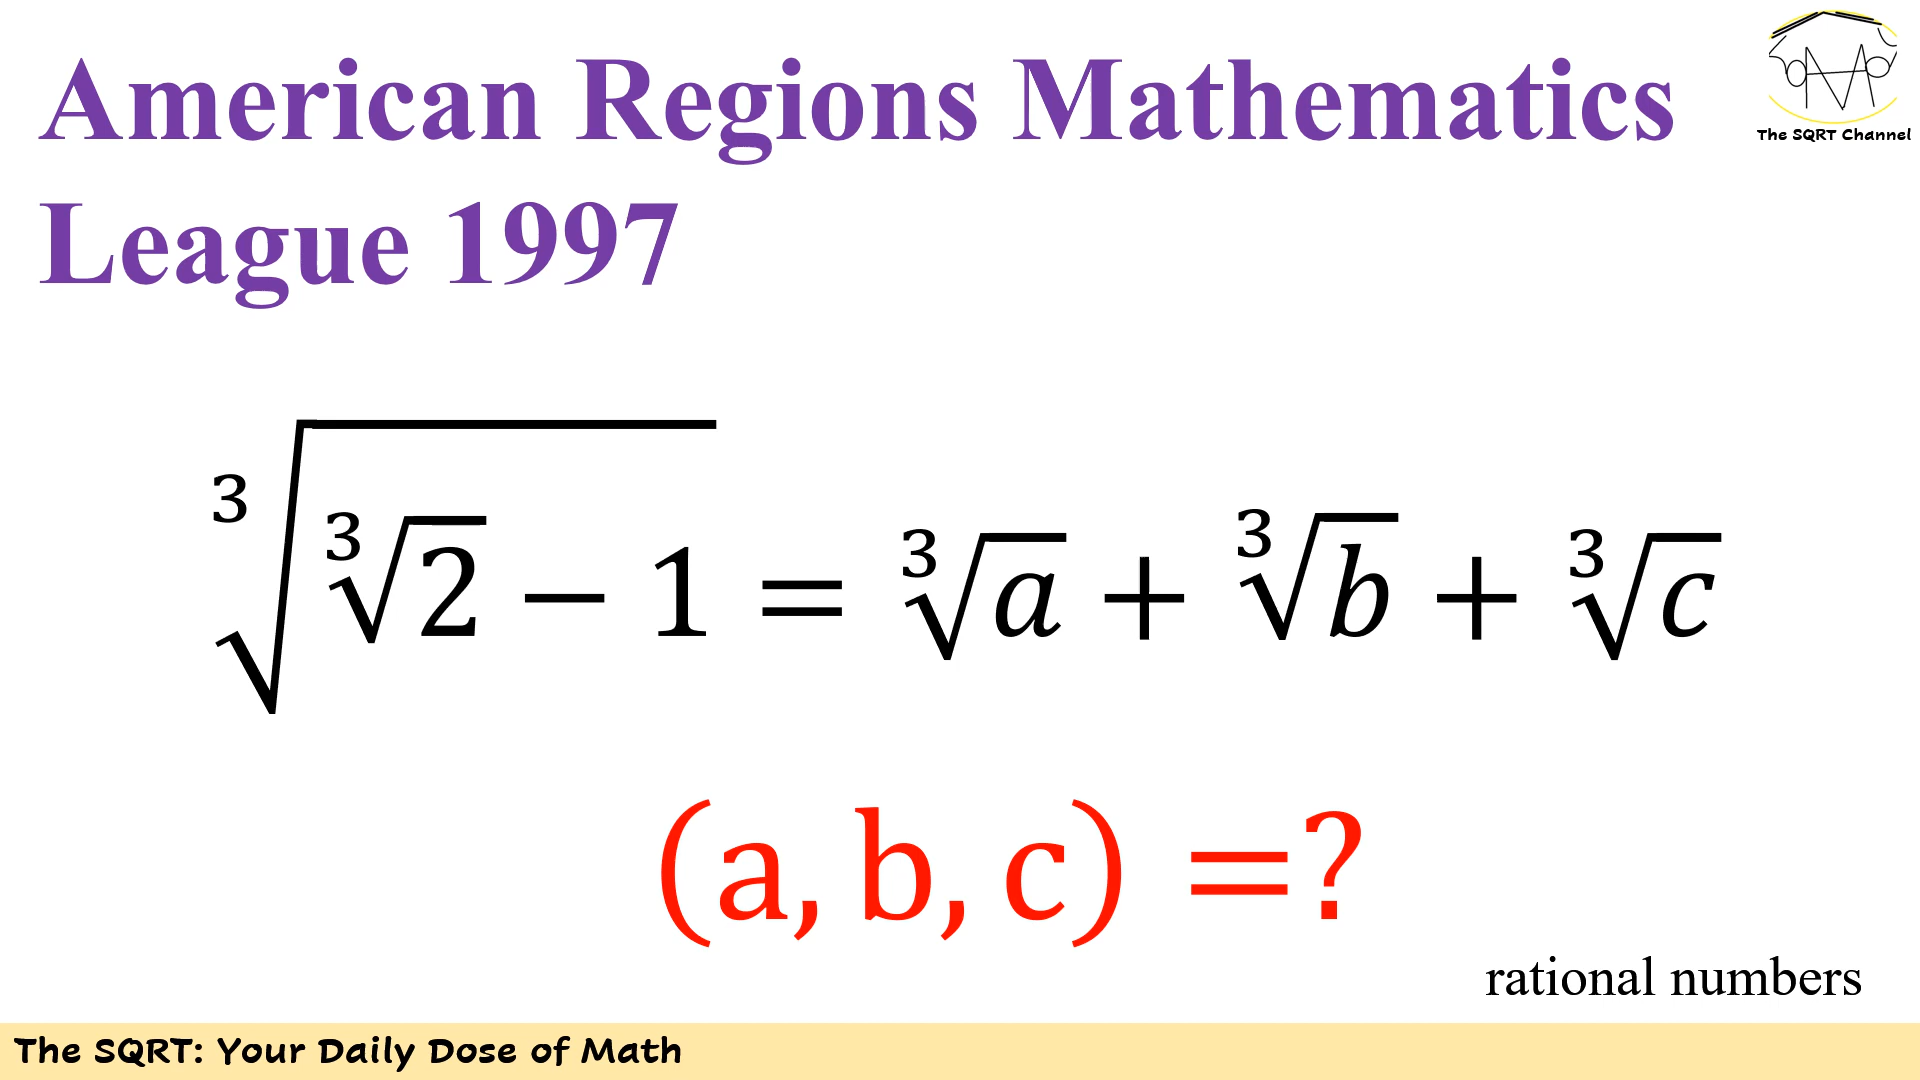 American Regions Mathematics
League 1997
The SQRT Channel
∛(∛2 − 1) = ∛a + ∛b + ∛c
(a, b, c) =?
rational numbers
The SQRT: Your Daily Dose of Math